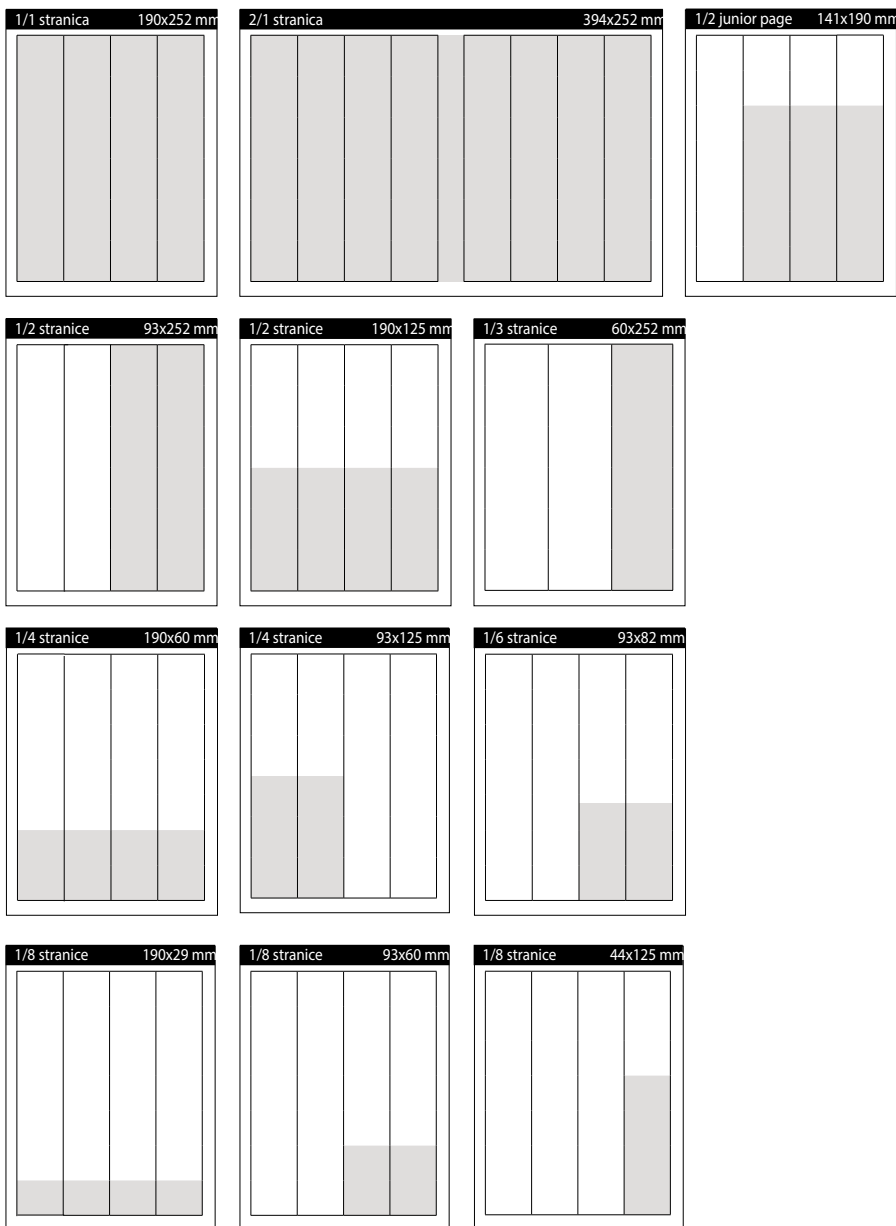 1/1 stranica 190x252 mm
2/1 stranica 394x252 mm
1/2 junior page 141x190 mm
1/2 stranice 93x252 mm
1/2 stranice 190x125 mm
1/3 stranice 60x252 mm
1/4 stranice 190x60 mm
1/4 stranice 93x125 mm
1/6 stranice 93x82 mm
1/8 stranice 190x29 mm
1/8 stranice 93x60 mm
1/8 stranice 44x125 mm